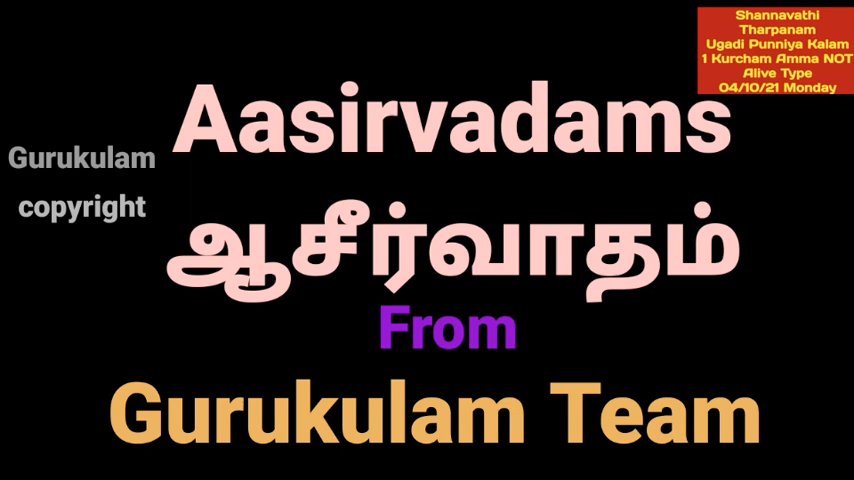 Shannavathi
Tharpanam
Ugadi Punniya Kalam
1 Kurcham Amma NOT
Alive Type
04/10/21 Monday
Aasirvadams
Gurukulam
copyright
ஆசீர்வாதம்
From
Gurukulam Team